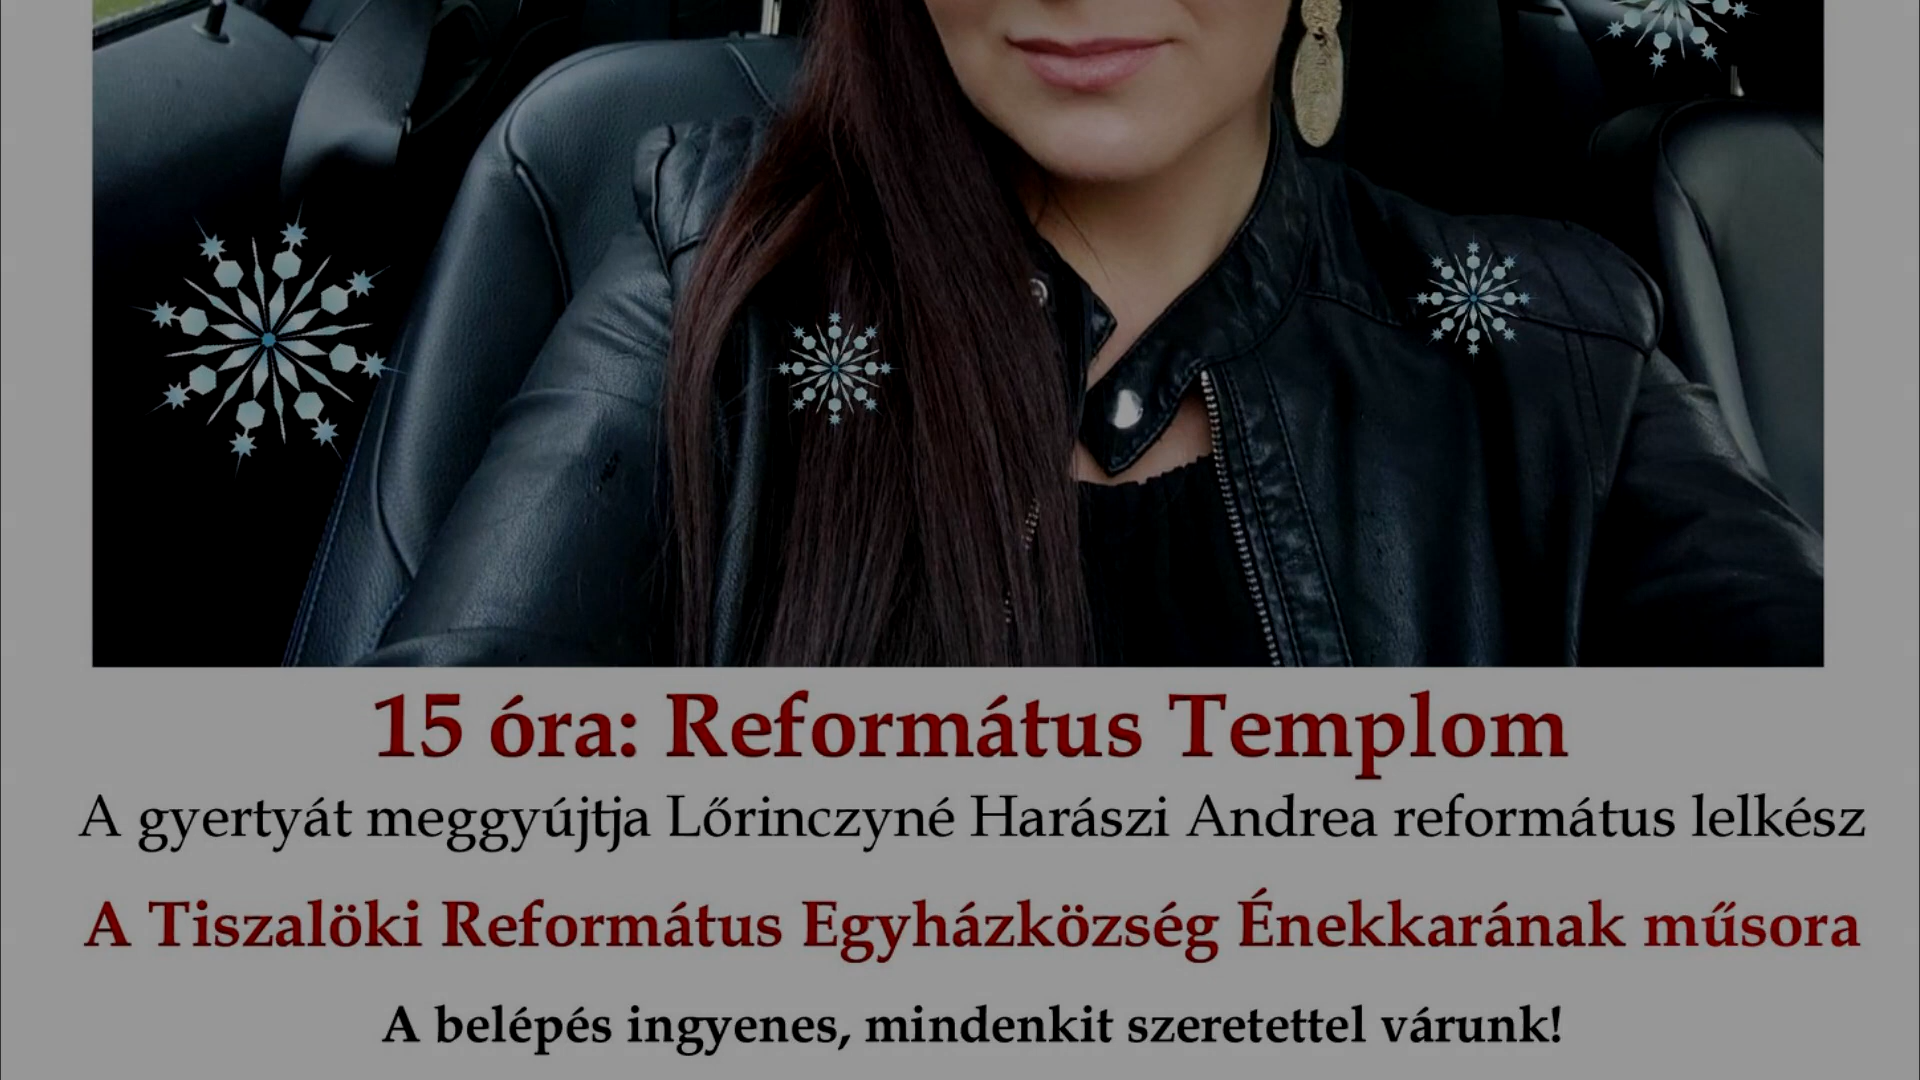 15 óra: Református Templom
A gyertyát meggyújtja Lőrinczyné Harászi Andrea református lelkész
A Tiszalöki Református Egyházközség Énekkarának műsora
A belépés ingyenes, mindenkit szeretettel várunk!